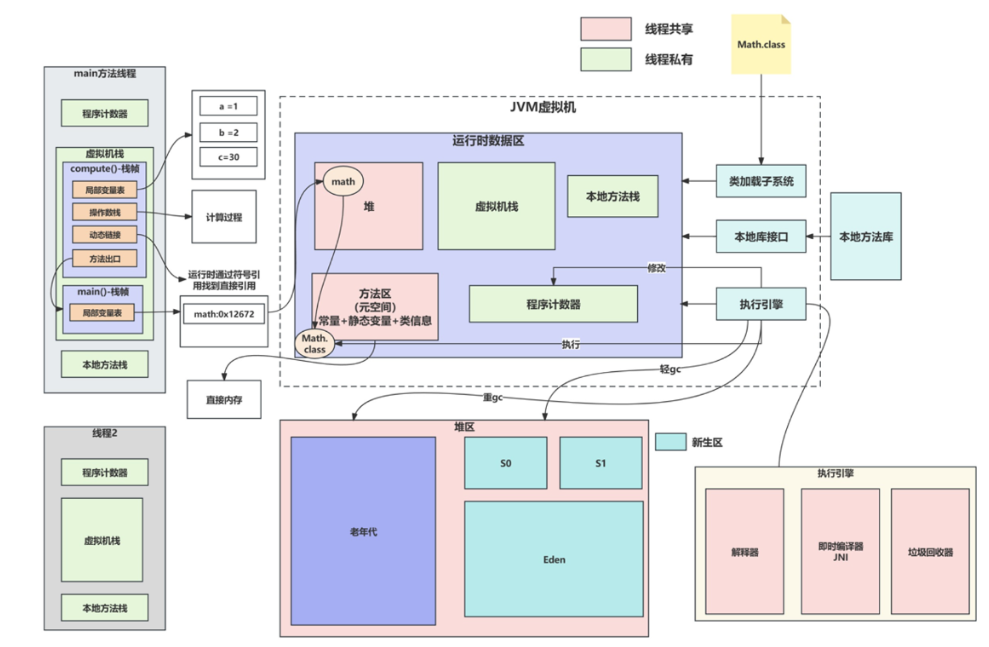 线程共享
线程私有
Math.class
main方法线程
程序计数器
虚拟机栈
compute()-栈帧
局部变量表
操作数栈
动态链接
方法出口
main()-栈帧
局部变量表
本地方法栈
a =1
b =2
c=30
计算过程
运行时通过符号引
用找到直接引用
math:0x12672
直接内存
JVM虚拟机
运行时数据区
math
堆
虚拟机栈
本地方法栈
方法区
(元空间)
常量+静态变量+类信息
Math.
class
程序计数器
修改
执行
类加载子系统
本地库接口
执行引擎
本地方法库
轻gc
重gc
线程2
程序计数器
虚拟机栈
本地方法栈
堆区
老年代
S0
S1
Eden
新生区
执行引擎
解释器
即时编译器
JNI
垃圾回收器